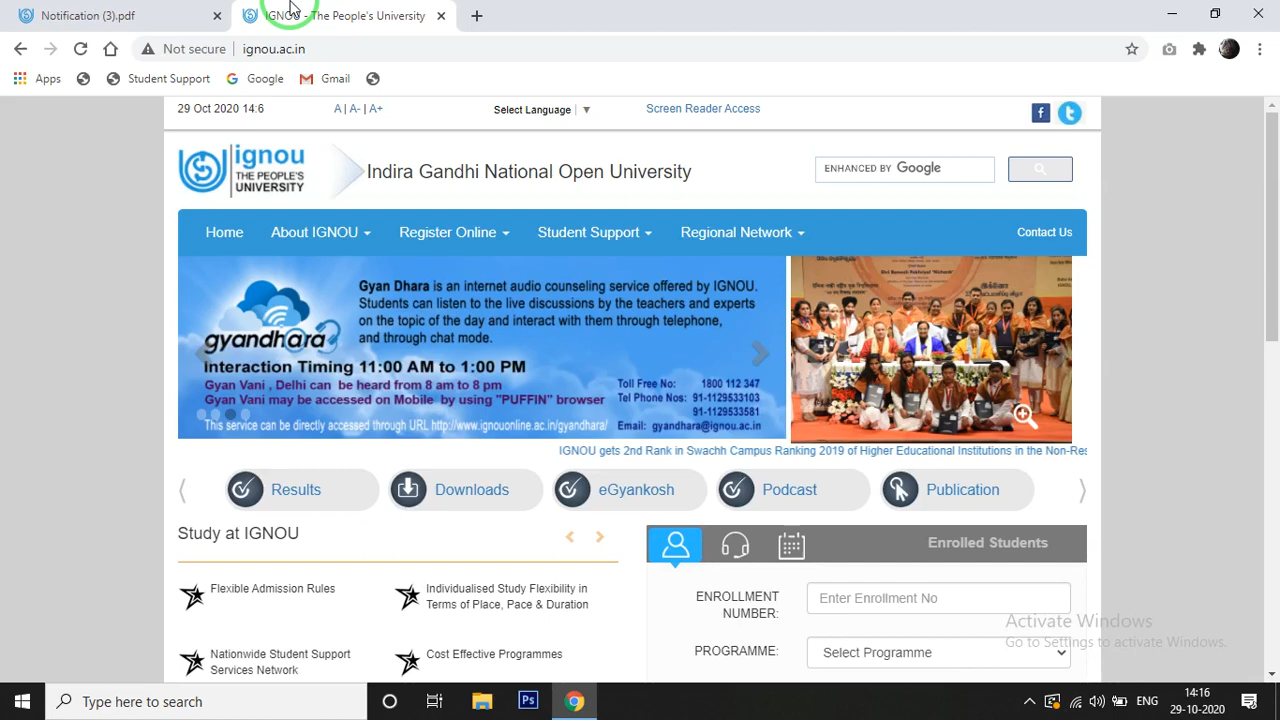 Notification (3).pdf
IGNOU - The People's University
Not secure
ignou.ac.in
Apps
Student Support
Google
Gmail
29 Oct 2020 14:6
A | A- | A+
Select Language
Screen Reader Access
ignou
THE PEOPLE'S
UNIVERSITY
Indira Gandhi National Open University
ENHANCED BY Google
Home
About IGNOU
Register Online
Student Support
Regional Network
Contact Us
Gyan Dhara is an internet audio counseling service offered by IGNOU.
Students can listen to the live discussions by the teachers and experts
on the topic of the day and interact with them through telephone,
and through chat mode.
gyandhara
Interaction Timing 11:00 AM to 1:00 PM
Gyan Vani , Delhi can be heard from 8 am to 8 pm
Gyan Vani may be accessed on Mobile by using "PUFFIN" browser
This service can be directly accessed through URL http://www.ignouonline.ac.in/gyandhara/
Toll Free No: 1800 112 347
Tel Phone Nos: 91-1129533103
91-1129533581
Email: gyandhara@ignou.ac.in
IGNOU gets 2nd Rank in Swachh Campus Ranking 2019 of Higher Educational Institutions in the Non-Res
Results
Downloads
eGyankosh
Podcast
Publication
Study at IGNOU
Enrolled Students
Flexible Admission Rules
Individualised Study Flexibility in
Terms of Place, Pace & Duration
Nationwide Student Support
Services Network
Cost Effective Programmes
ENROLLMENT
NUMBER:
Enter Enrollment No
PROGRAMME:
Select Programme
Activate Windows
Go to Settings to activate Windows.
Type here to search
Ps
ENG
14:16
29-10-2020